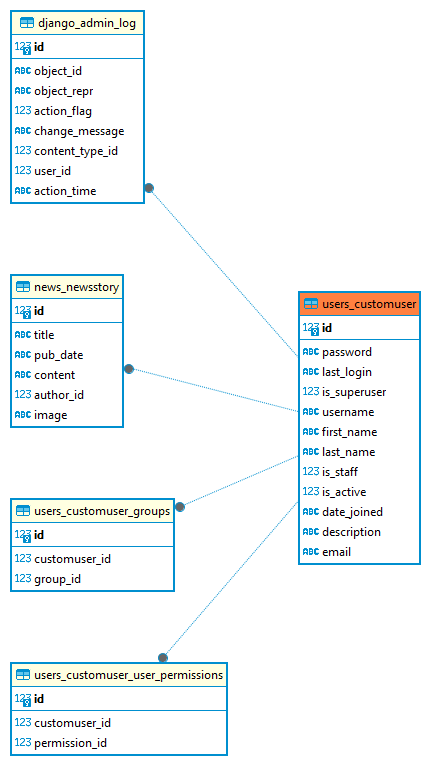 django_admin_log
123 id
ABC object_id
ABC object_repr
123 action_flag
ABC change_message
123 content_type_id
123 user_id
ABC action_time
news_newsstory
123 id
ABC title
ABC pub_date
ABC content
123 author_id
ABC image
users_customuser
123 id
ABC password
ABC last_login
123 is_superuser
ABC username
ABC first_name
ABC last_name
123 is_staff
123 is_active
ABC date_joined
ABC description
ABC email
users_customuser_groups
123 id
123 customuser_id
123 group_id
users_customuser_user_permissions
123 id
123 customuser_id
123 permission_id